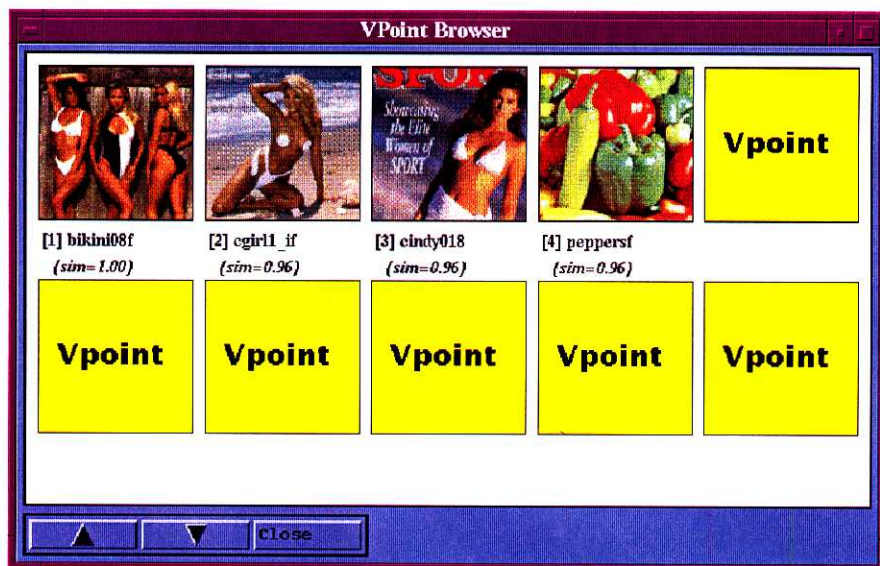 VPoint Browser
SPORT
Showcasing
the Elite
Women of
SPORT
Vpoint
[1] bikini08f
[2] cgirl1_if
[3] cindy018
[4] peppersf
(sim=1.00)
(sim=0.96)
(sim=0.96)
(sim=0.96)
Vpoint
Vpoint
Vpoint
Vpoint
Vpoint
Close